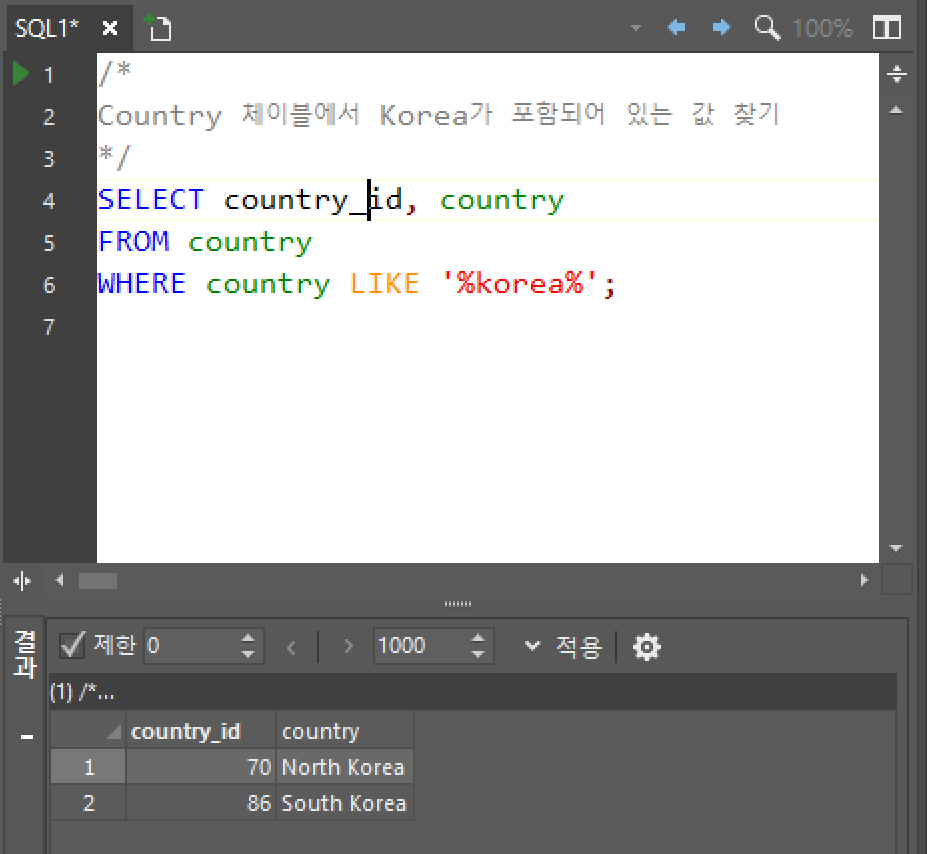 SQL1*
100%
1 /*
2 Country 체이블에서 Korea가 포함되어 있는 값 찾기
3 */
4 SELECT country_id, country
5 FROM country
6 WHERE country LIKE '%korea%';
7
결과
제한 0 1000 적용
(1) /*...
country_id country
1 70 North Korea
2 86 South Korea